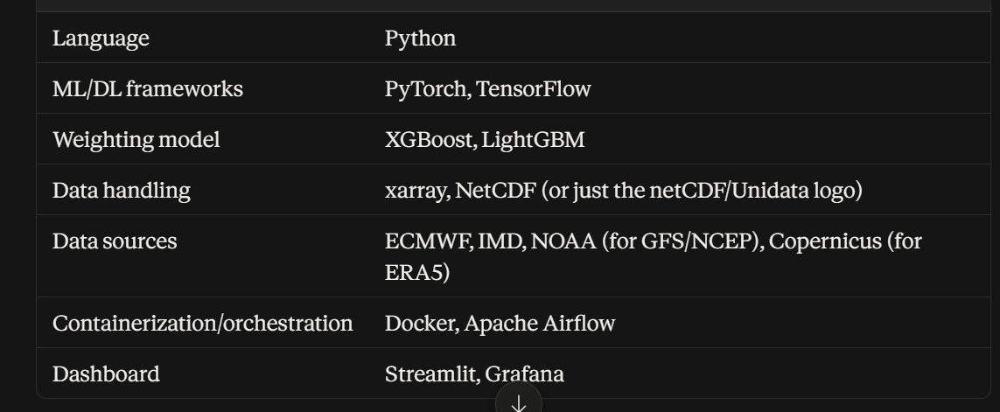 Language Python
ML/DL frameworks PyTorch, TensorFlow
Weighting model XGBoost, LightGBM
Data handling xarray, NetCDF (or just the netCDF/Unidata logo)
Data sources ECMWF, IMD, NOAA (for GFS/NCEP), Copernicus (for
ERA5)
Containerization/orchestration Docker, Apache Airflow
Dashboard Streamlit, Grafana